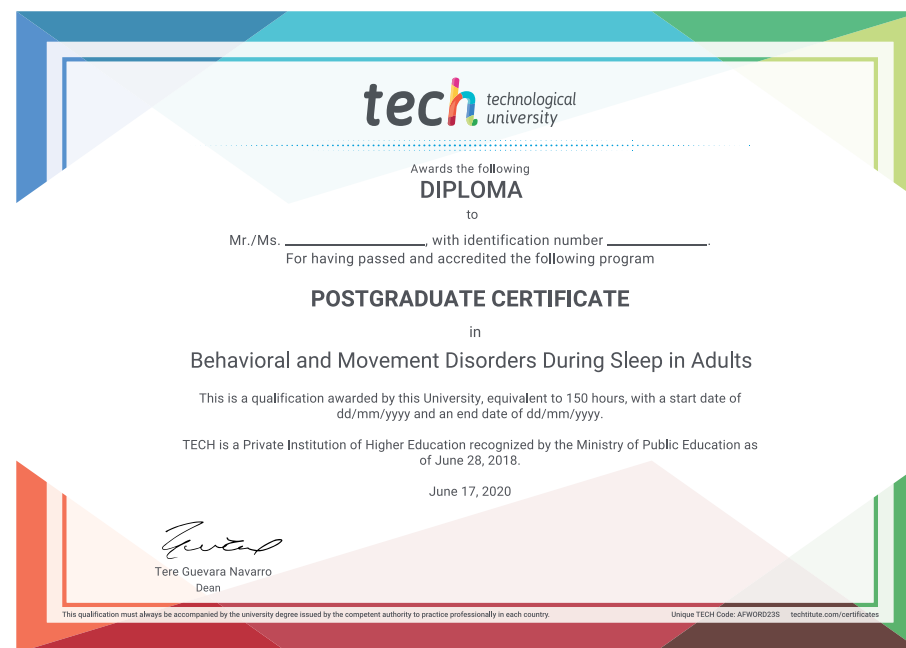 tech technological
university
Awards the following
DIPLOMA
to
Mr./Ms. ____________, with identification number ____________.
For having passed and accredited the following program
POSTGRADUATE CERTIFICATE
in
Behavioral and Movement Disorders During Sleep in Adults
This is a qualification awarded by this University, equivalent to 150 hours, with a start date of
dd/mm/yyyy and an end date of dd/mm/yyyy.
TECH is a Private Institution of Higher Education recognized by the Ministry of Public Education as
of June 28, 2018.
June 17, 2020
Tere Guevara Navarro
Dean
This qualification must always be accompanied by the university degree issued by the competent authority to practice professionally in each country.
Unique TECH Code: AFWORD23S techtitute.com/certificates